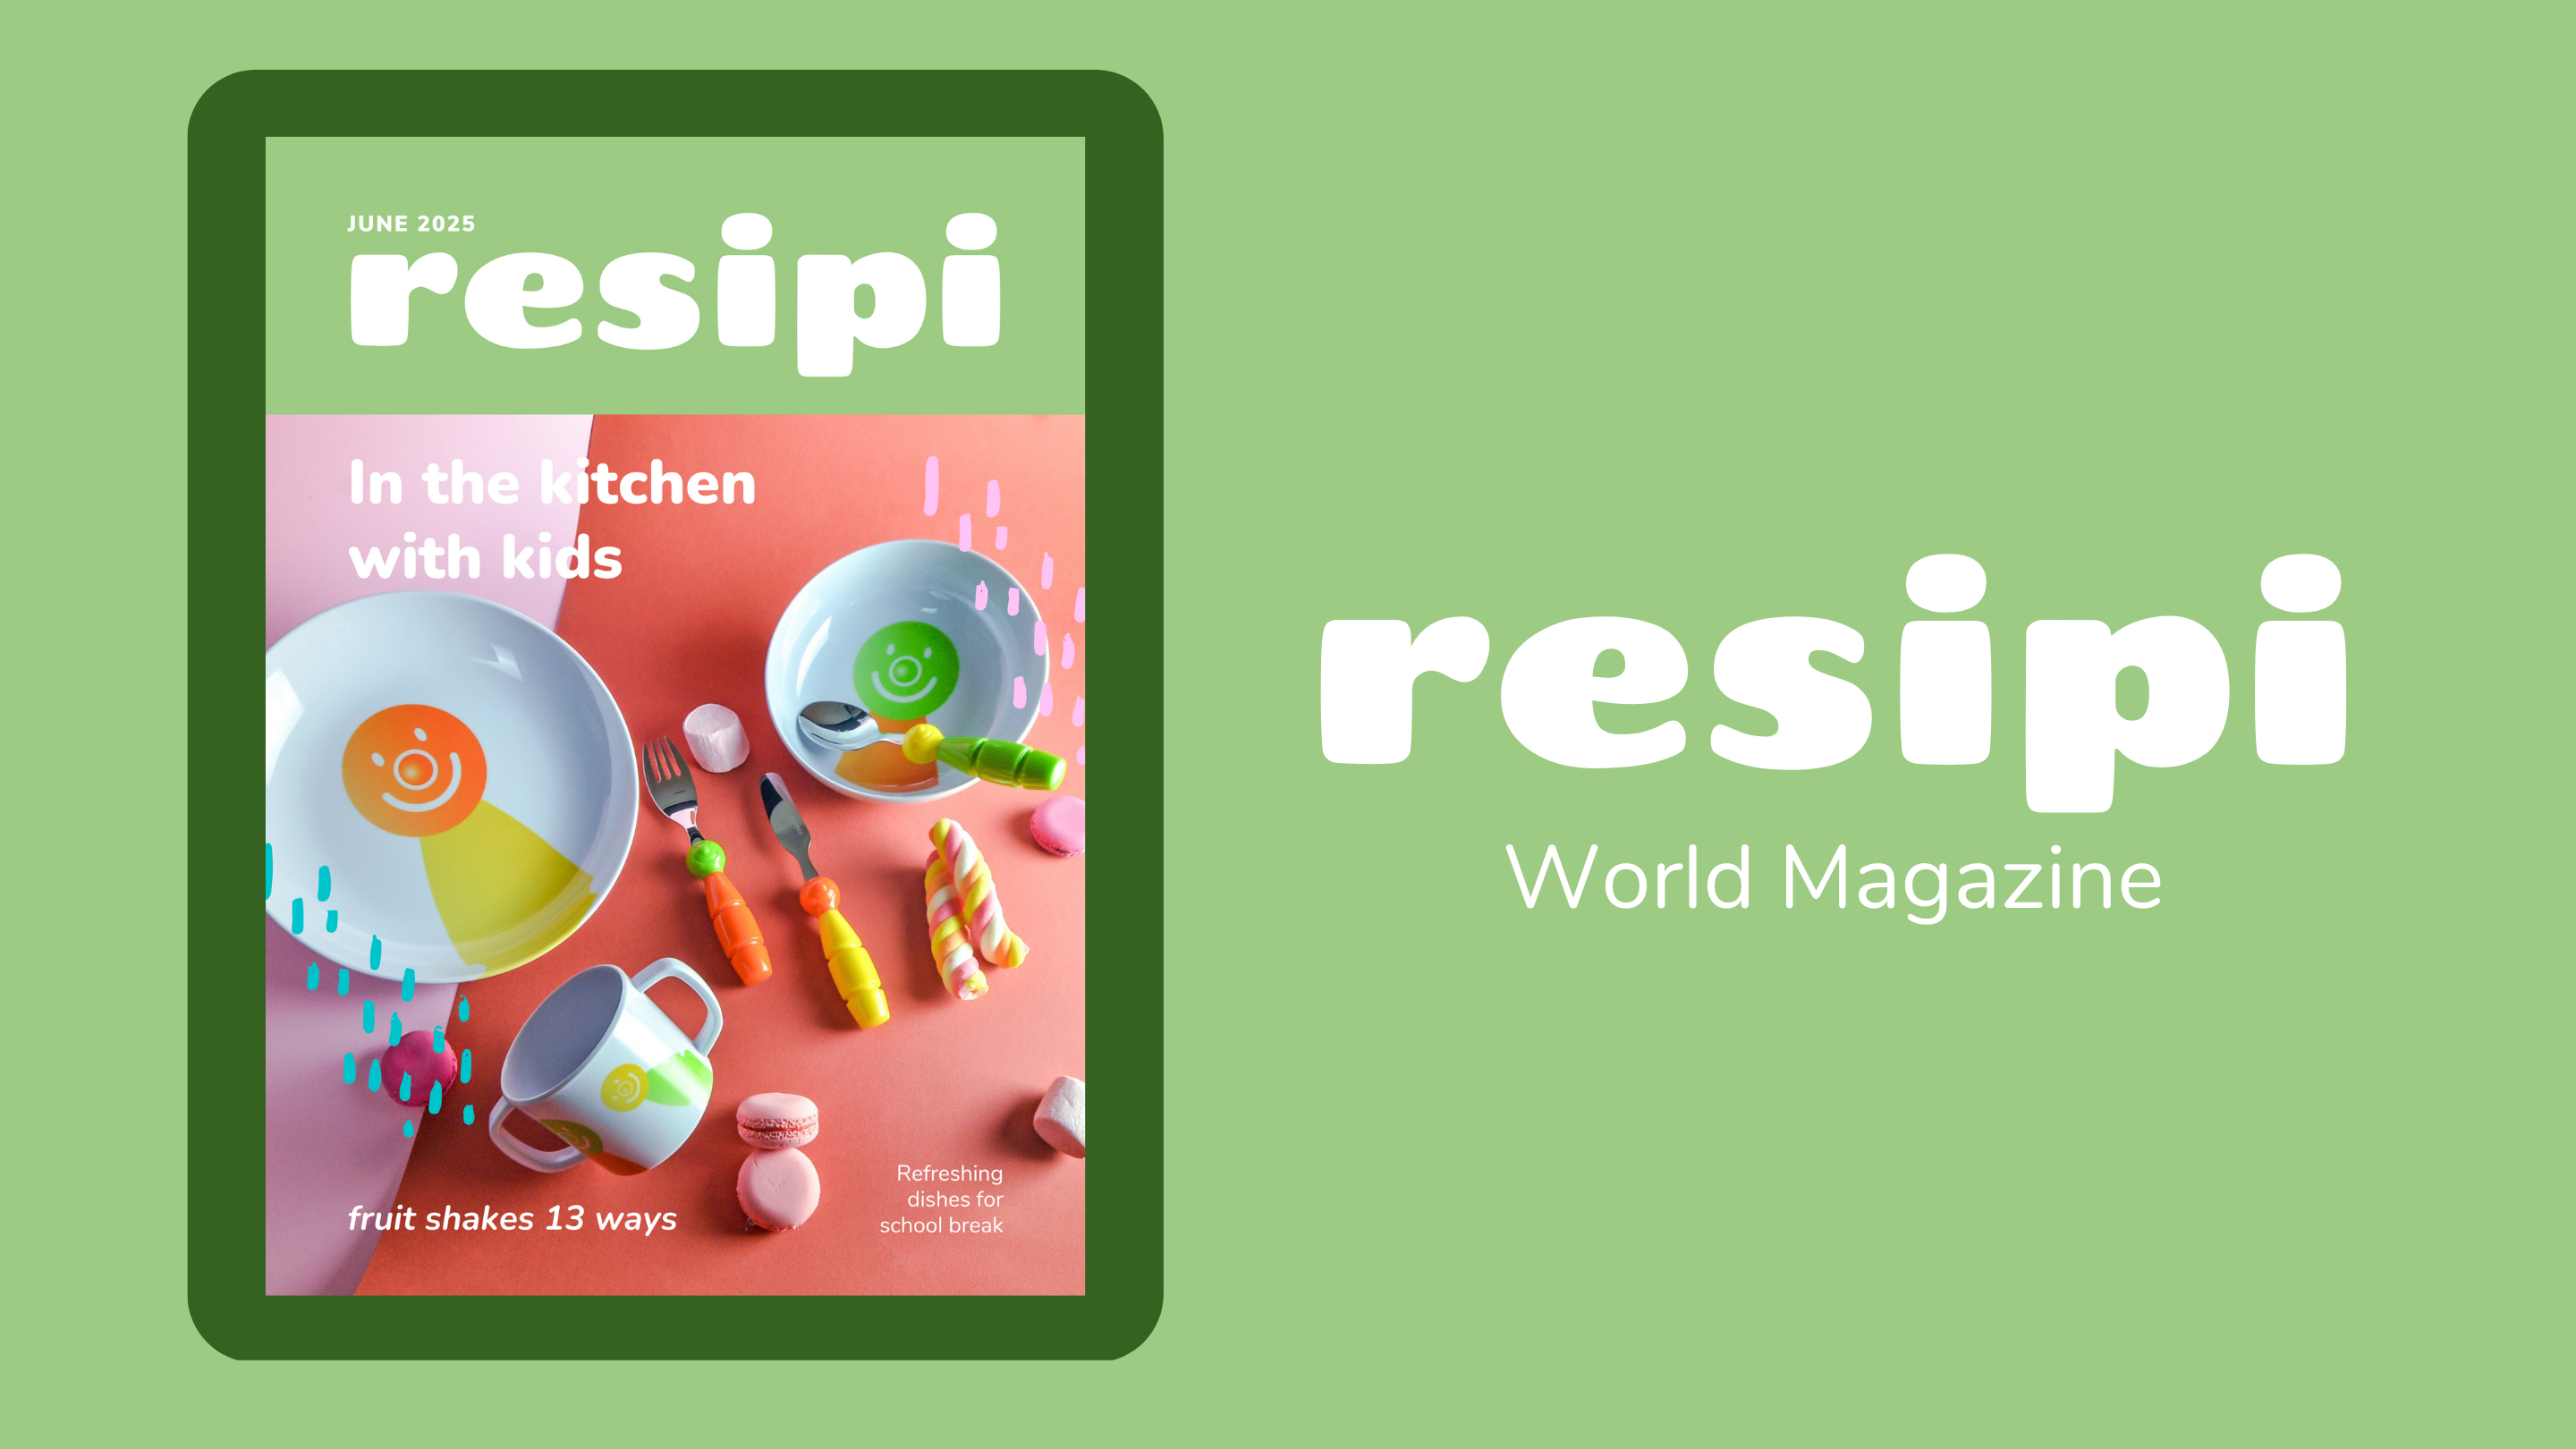 JUNE 2025
resipi
In the kitchen
with kids
fruit shakes 13 ways
Refreshing
dishes for
school break
resipi
World Magazine